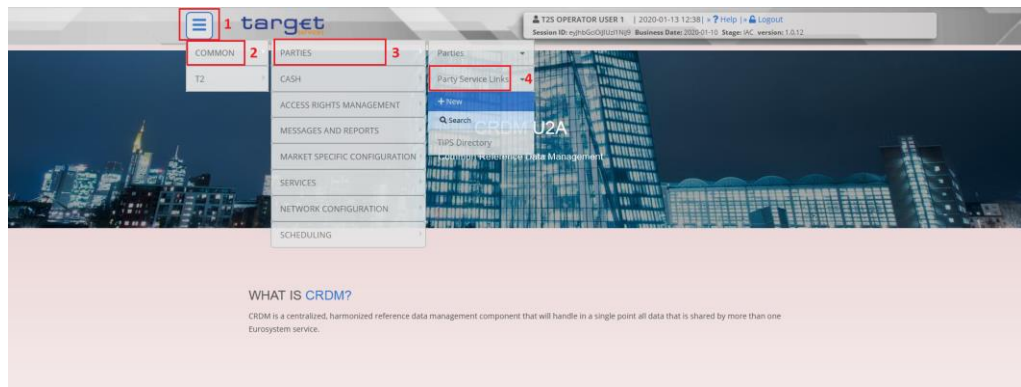 1 target
services
T2S OPERATOR USER 1 | 2020-01-13 12:38| » ? Help |» Logout
Business Date: 2020-01-10 Stage: IAC version: 1.0.12
COMMON 2 PARTIES 3 Parties
T2 CASH Party Service Links 4
ACCESS RIGHTS MANAGEMENT + New
MESSAGES AND REPORTS Search
MARKET SPECIFIC CONFIGURATION TIPS Directory
SERVICES
NETWORK CONFIGURATION
SCHEDULING
CRDM U2A
Common Reference Data Management
WHAT IS CRDM?
CRDM is a centralized, harmonized reference data management component that will handle in a single point all data that is shared by more than one
Eurosystem service.